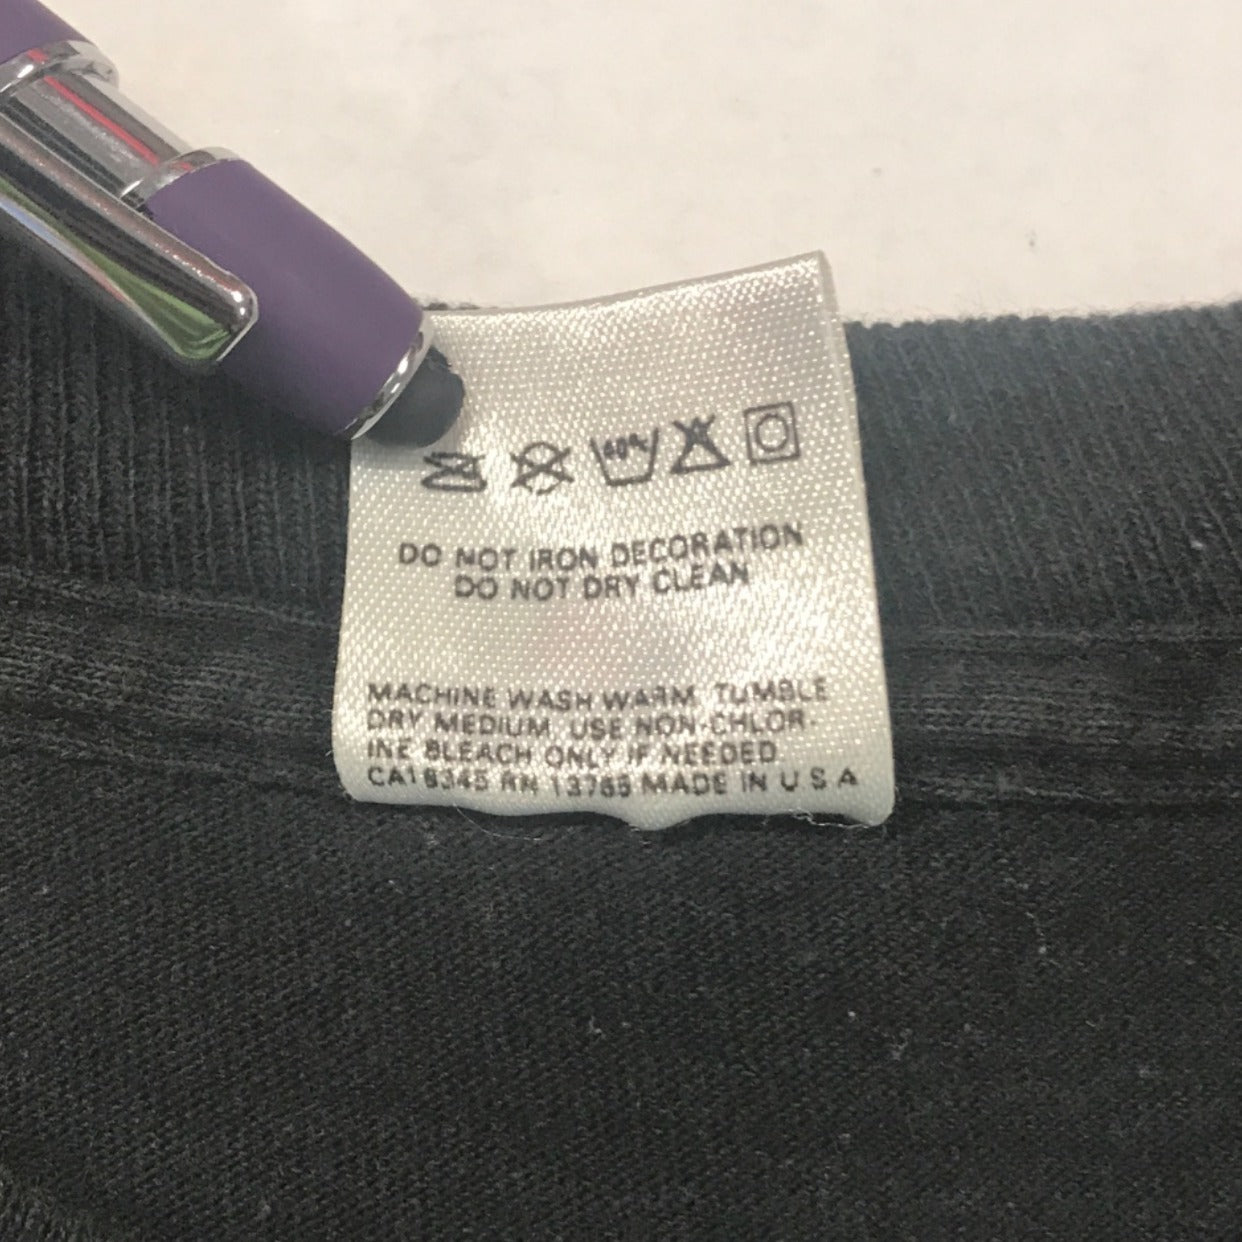 40°C
DO NOT IRON DECORATION
DO NOT DRY CLEAN
MACHINE WASH WARM, TUMBLE
DRY MEDIUM. USE NON-CHLOR-
INE BLEACH ONLY IF NEEDED.
CA16345 RN 13765 MADE IN U S A